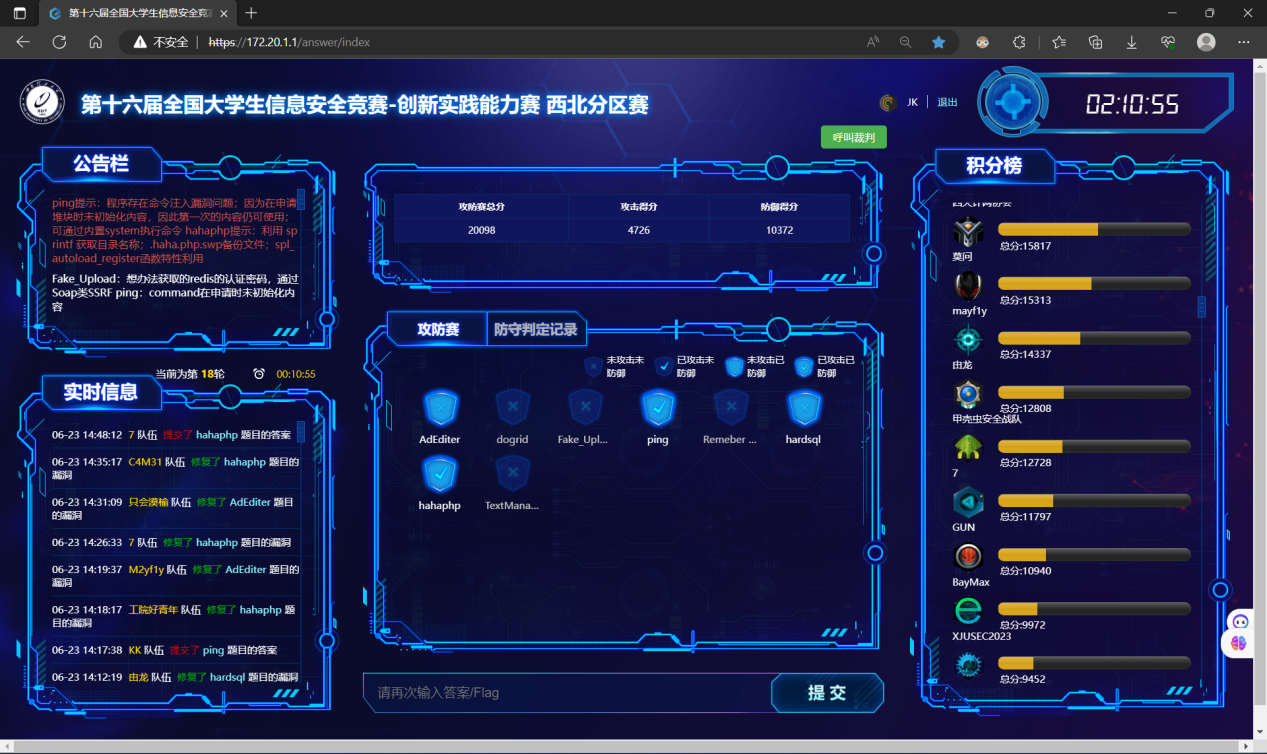 第十六届全国大学生信息安全竞
不安全 https://172.20.1.1/answer/index
第十六届全国大学生信息安全竞赛-创新实践能力赛 西北分区赛
JK 退出
02:10:55
呼叫裁判
公告栏
ping提示：程序存在命令注入漏洞问题；因为在申请
堆块时未初始化内容，因此第一次的内容仍可使用；
可通过内置system执行命令 hahaphp提示：利用 sp
rintf 获取目录名称；.haha.php.swp备份文件；spl_
autoload_register函数特性利用
Fake_Upload：想办法获取的redis的认证密码，通过
Soap类SSRF ping：command在申请时未初始化内
容
当前为第 18轮 00:10:55
实时信息
06-23 14:48:12 7 队伍 提交了 hahaphp 题目的答案
06-23 14:35:17 C4M31 队伍 修复了 hahaphp 题目的
漏洞
06-23 14:31:09 只会摸榆 队伍 修复了 AdEditer 题目
的漏洞
06-23 14:26:33 7 队伍 修复了 hahaphp 题目的漏洞
06-23 14:19:37 M2yf1y 队伍 修复了 AdEditer 题目的
漏洞
06-23 14:18:17 工院好青年 队伍 修复了 hahaphp 题
目的漏洞
06-23 14:17:38 KK 队伍 提交了 ping 题目的答案
06-23 14:12:19 由龙 队伍 修复了 hardsql 题目的漏洞
攻防赛总分 攻击得分 防御得分
20098 4726 10372
攻防赛 防守判定记录
未攻击未
防御
已攻击未
防御
未攻击已
防御
已攻击已
防御
AdEditer dogrid Fake_Upl... ping Remeber ... hardsql
hahaphp TextMana...
请再次输入答案/Flag
提 交
积分榜
总分:15817
莫问
总分:15313
mayf1y
总分:14337
由龙
总分:12808
甲壳虫安全战队
总分:12728
7
总分:11797
GUN
总分:10940
BayMax
总分:9972
XJUSEC2023
总分:9452